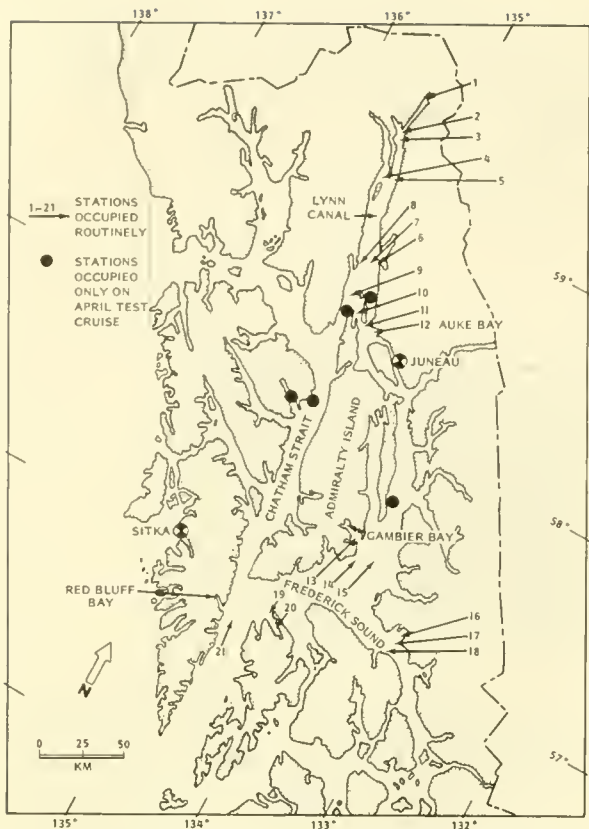 138° 137° 136° 135°
1
2
3
4
5
LYNN
CANAL
8
7
6
9
10
11
12 AUKE BAY
JUNEAU
1–21 STATIONS
OCCUPIED
ROUTINELY
STATIONS
OCCUPIED
ONLY ON
APRIL TEST
CRUISE
59°
CHATHAM STRAIT
ADMIRALTY ISLAND
58°
SITKA
GAMBIER BAY
13 14 15
RED BLUFF
BAY
FREDERICK SOUND
19
20
21
16
17
18
N
0 25 50
KM
57°
135° 134° 133° 132°